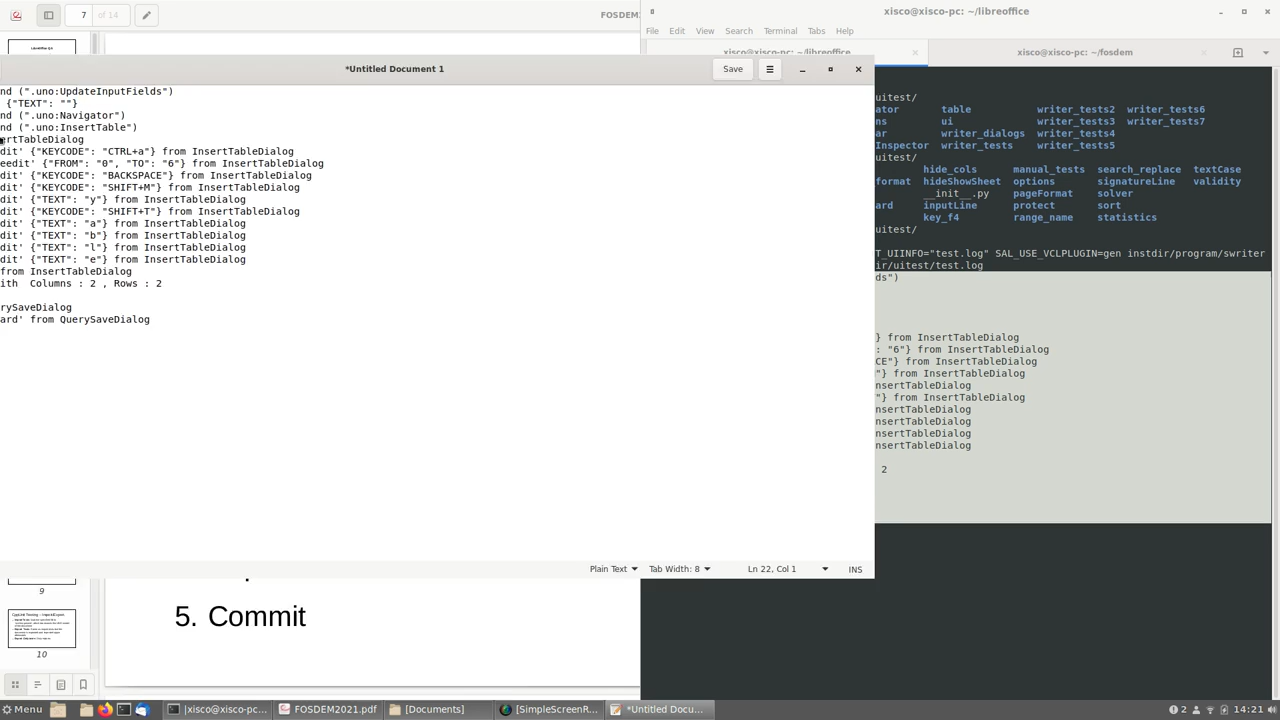 7 of 14
FOSDEM
xisco@xisco-pc: ~/libreoffice
File Edit View Search Terminal Tabs Help
xisco@xisco-pc: ~/libreoffice
xisco@xisco-pc: ~/fosdem
*Untitled Document 1
Save
nd (".uno:UpdateInputFields")
{"TEXT": ""}
nd (".uno:Navigator")
nd (".uno:InsertTable")
ertTableDialog
dit' {"KEYCODE": "CTRL+a"} from InsertTableDialog
eedit' {"FROM": "0", "TO": "6"} from InsertTableDialog
dit' {"KEYCODE": "BACKSPACE"} from InsertTableDialog
dit' {"KEYCODE": "SHIFT+M"} from InsertTableDialog
dit' {"TEXT": "y"} from InsertTableDialog
dit' {"KEYCODE": "SHIFT+T"} from InsertTableDialog
dit' {"TEXT": "a"} from InsertTableDialog
dit' {"TEXT": "b"} from InsertTableDialog
dit' {"TEXT": "l"} from InsertTableDialog
dit' {"TEXT": "e"} from InsertTableDialog
from InsertTableDialog
ith  Columns : 2 , Rows : 2
rySaveDialog
ard' from QuerySaveDialog
Plain Text Tab Width: 8 Ln 22, Col 1 INS
uitest/
ator table writer_tests2 writer_tests6
ns ui writer_tests3 writer_tests7
ar writer_dialogs writer_tests4
Inspector writer_tests writer_tests5
uitest/
hide_cols manual_tests search_replace textCase
format hideShowSheet options signatureLine validity
__init__.py pageFormat solver
ard inputLine protect sort
key_f4 range_name statistics
uitest/
T_UIINFO="test.log" SAL_USE_VCLPLUGIN=gen instdir/program/swriter
ir/uitest/test.log
ds")
} from InsertTableDialog
: "6"} from InsertTableDialog
CE"} from InsertTableDialog
"} from InsertTableDialog
nsertTableDialog
"} from InsertTableDialog
nsertTableDialog
nsertTableDialog
nsertTableDialog
nsertTableDialog
2
9
10
5. Commit
Menu
|xisco@xisco-pc...
FOSDEM2021.pdf
[Documents]
[SimpleScreenR...
*Untitled Docu...
2
14:21